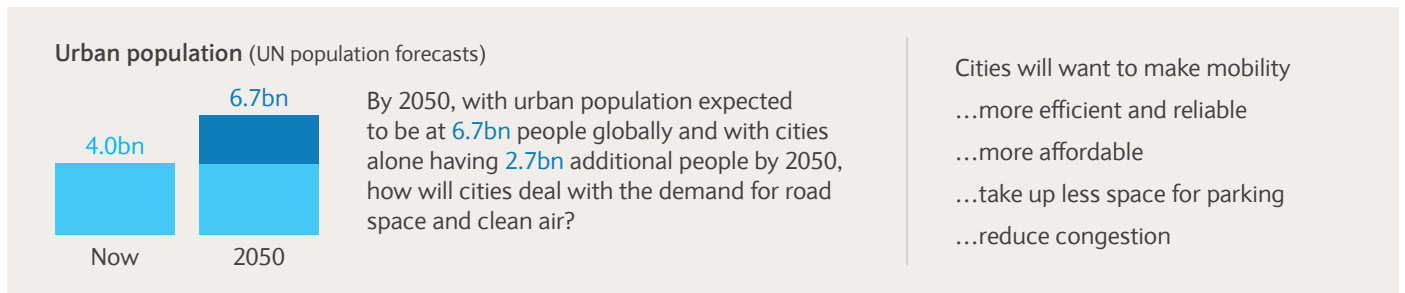 Urban population (UN population forecasts)
4.0bn
6.7bn
Now
2050
By 2050, with urban population expected
to be at 6.7bn people globally and with cities
alone having 2.7bn additional people by 2050,
how will cities deal with the demand for road
space and clean air?
Cities will want to make mobility
…more efficient and reliable
…more affordable
…take up less space for parking
…reduce congestion